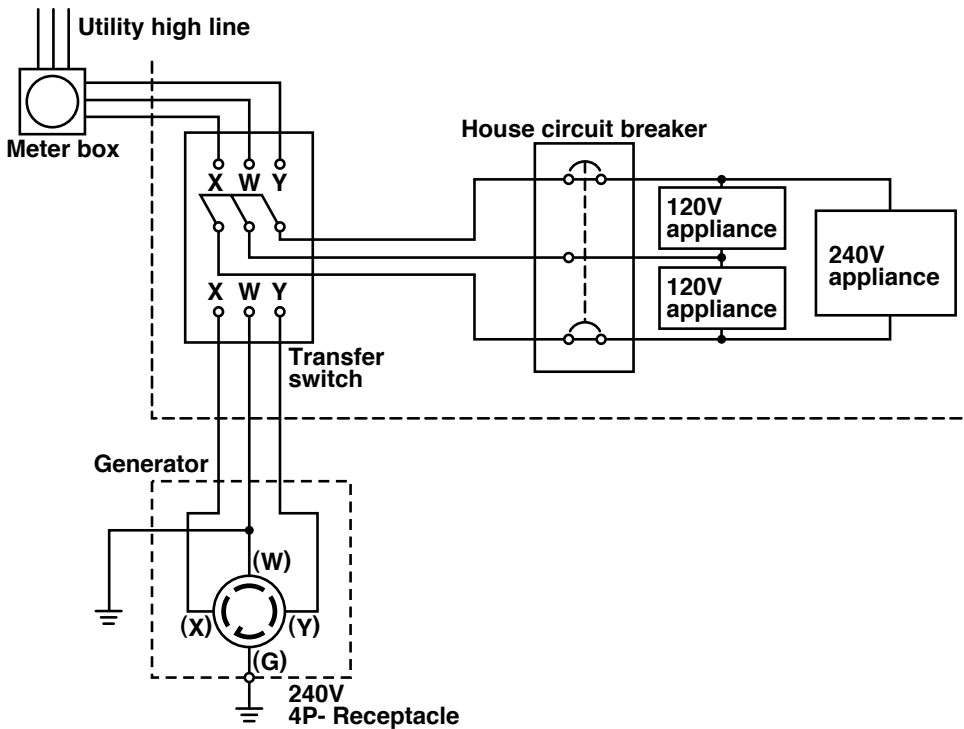 Utility high line
Meter box
X W Y
X W Y
Transfer
switch
House circuit breaker
120V
appliance
120V
appliance
240V
appliance
Generator
(W)
(X)
(Y)
(G)
240V
4P- Receptacle